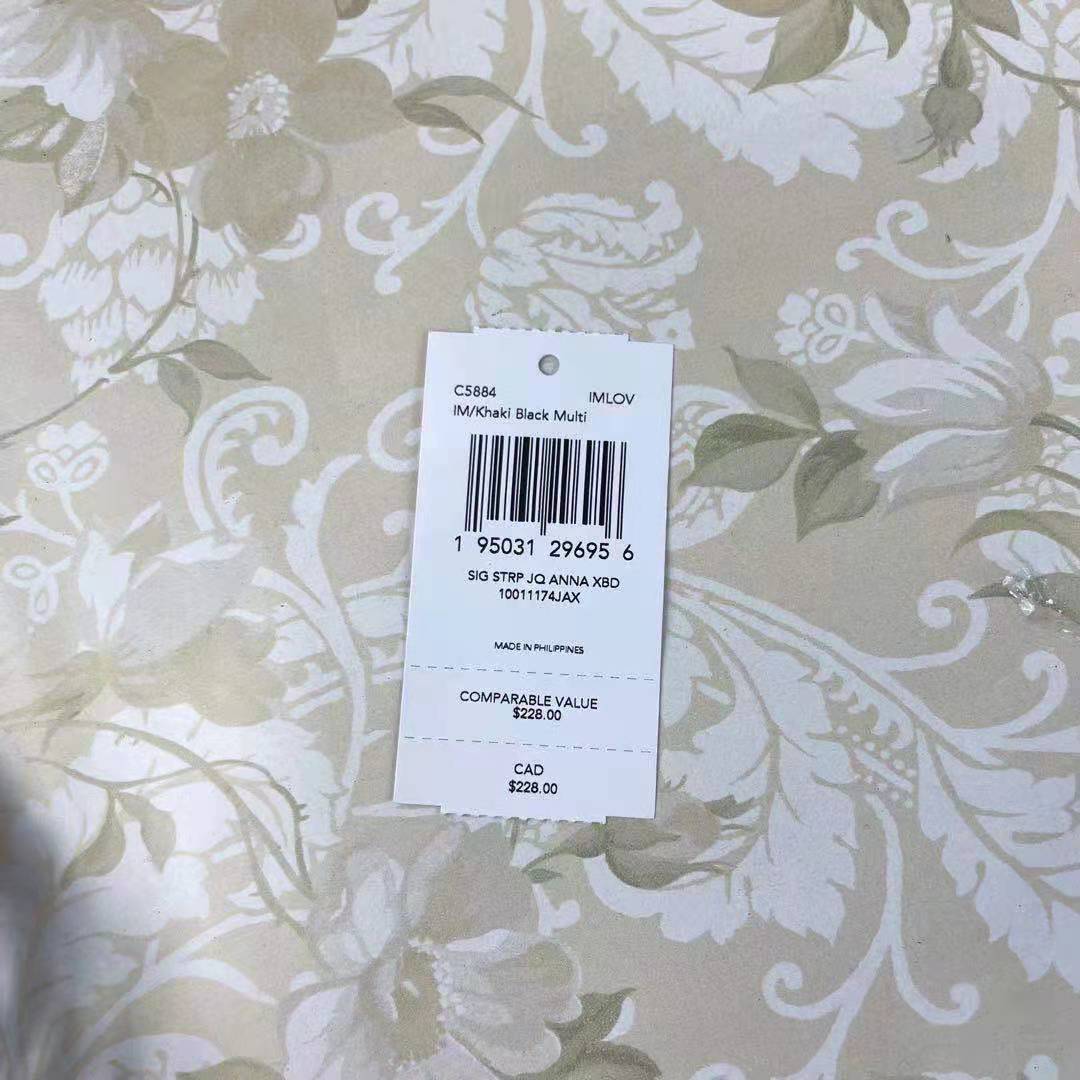 C5884 IMLOV
IM/Khaki Black Multi
1 95031 29695 6
SIG STRP JQ ANNA XBD
10011174JAX
MADE IN PHILIPPINES
COMPARABLE VALUE
$228.00
CAD
$228.00